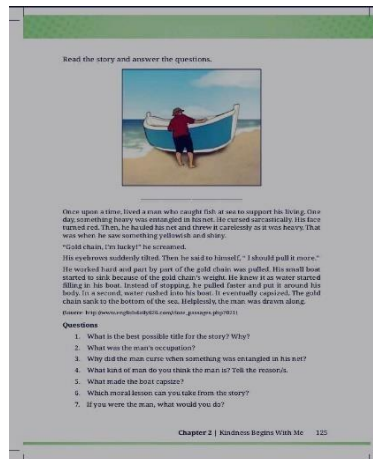 Read the story and answer the questions.
Once upon a time, lived a man who caught fish at sea to support his living. One
day, something heavy was entangled in his net. He cursed sarcastically. His face
turned red. Then, he hauled his net and threw it carelessly as it was heavy. That
was when he saw something yellowish and shiny.
"Gold chain, I'm lucky!" he screamed.
His eyebrows suddenly tilted. Then he said to himself, " I should pull it more."
He worked hard and part by part of the gold chain was pulled. His small boat
started to sink because of the gold chain's weight. He knew it as water started
filling in his boat. Instead of stopping, he pulled faster and put it around his
body. In a second, water rushed into his boat. It eventually capsized. The gold
chain sank to the bottom of the sea. Helplessly, the man was drawn along.
Questions
1. What is the best possible title for the story? Why?
2. What was the man's occupation?
3. Why did the man curse when something was entangled in his net?
4. What kind of man do you think the man is? Tell the reason/s.
5. What made the boat capsize?
6. Which moral lesson can you take from the story?
7. If you were the man, what would you do?
Chapter 2 | Kindness Begins With Me 125